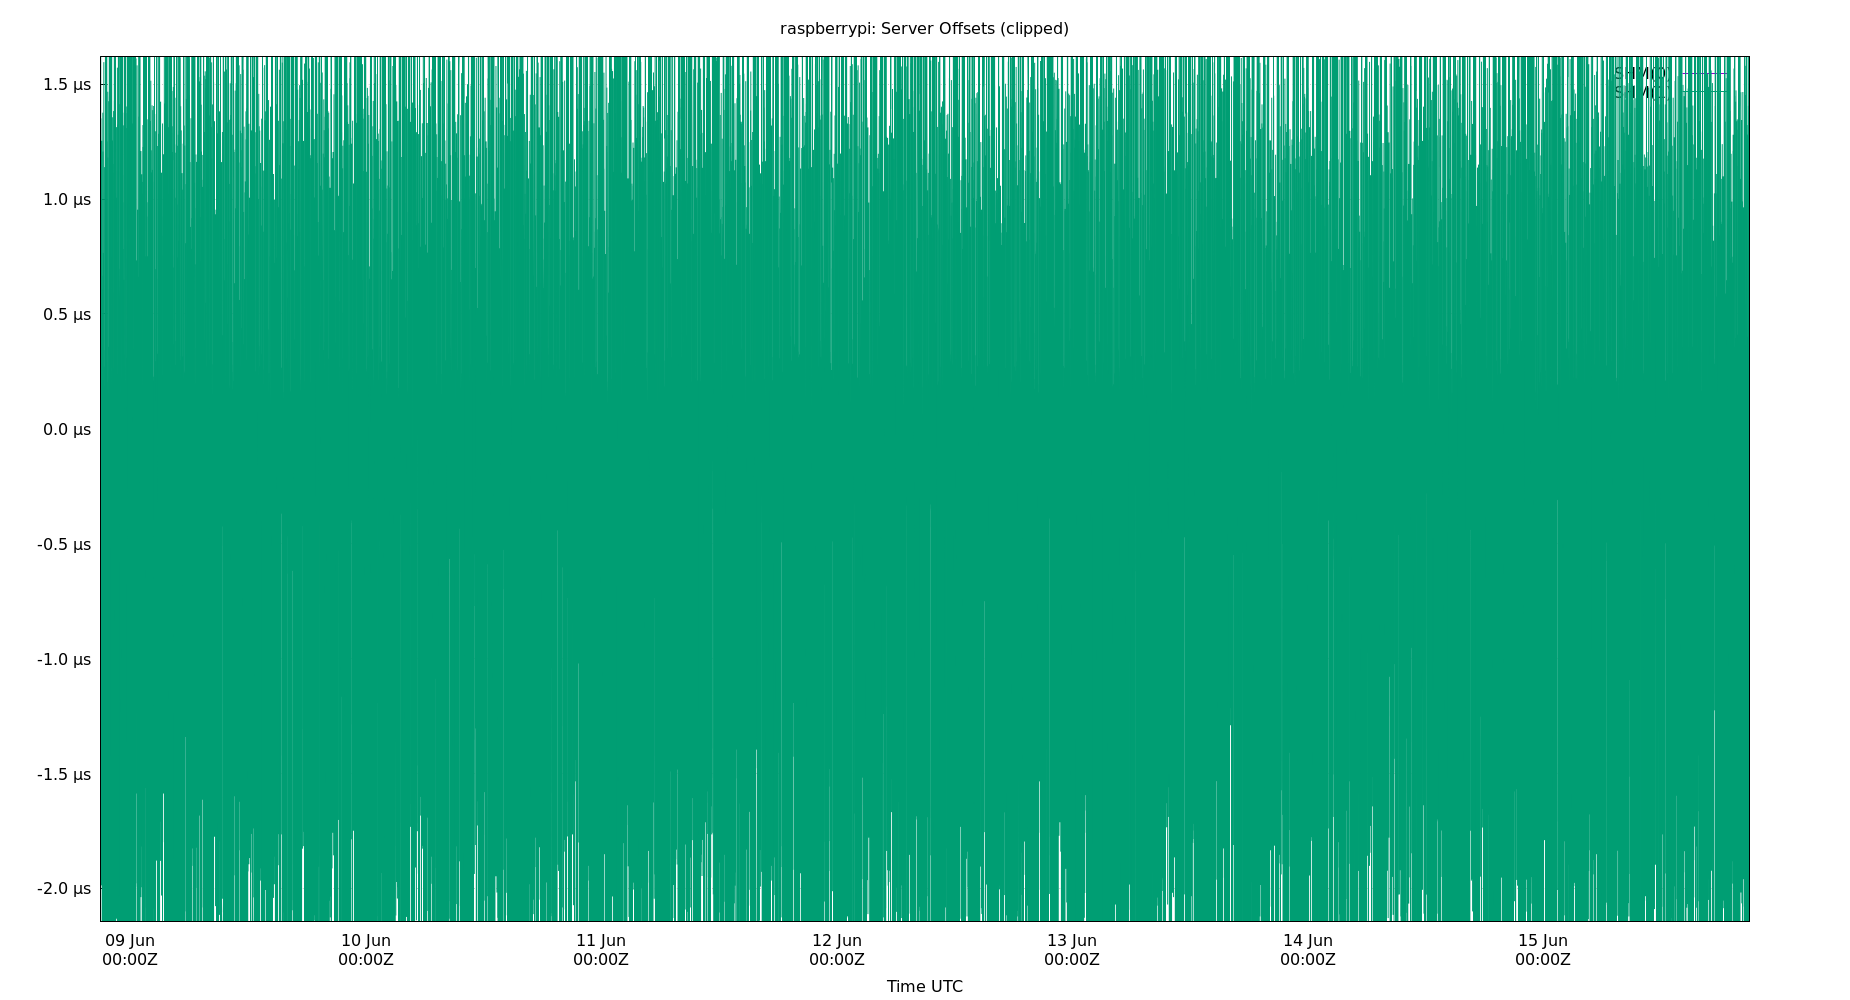 raspberrypi: Server Offsets (clipped)
SHM(0)
1.5 µs
1.0 µs
0.5 µs
0.0 µs
-0.5 µs
-1.0 µs
-1.5 µs
-2.0 µs
09 Jun
00:00Z
10 Jun
00:00Z
11 Jun
00:00Z
12 Jun
00:00Z
13 Jun
00:00Z
14 Jun
00:00Z
15 Jun
00:00Z
Time UTC